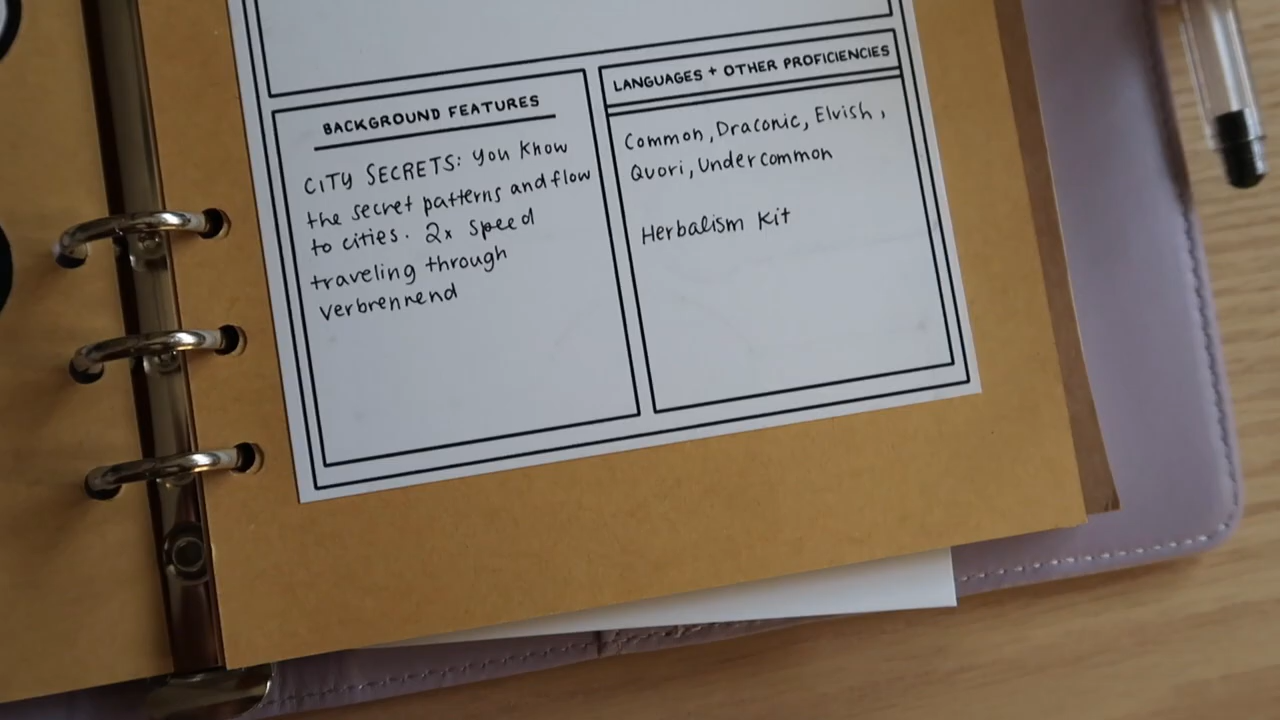 BACKGROUND FEATURES
CITY SECRETS: you know
the secret patterns and flow
to cities. 2x speed
traveling through
verbrennend
LANGUAGES + OTHER PROFICIENCIES
Common, Draconic, Elvish,
Quori, Undercommon
Herbalism Kit